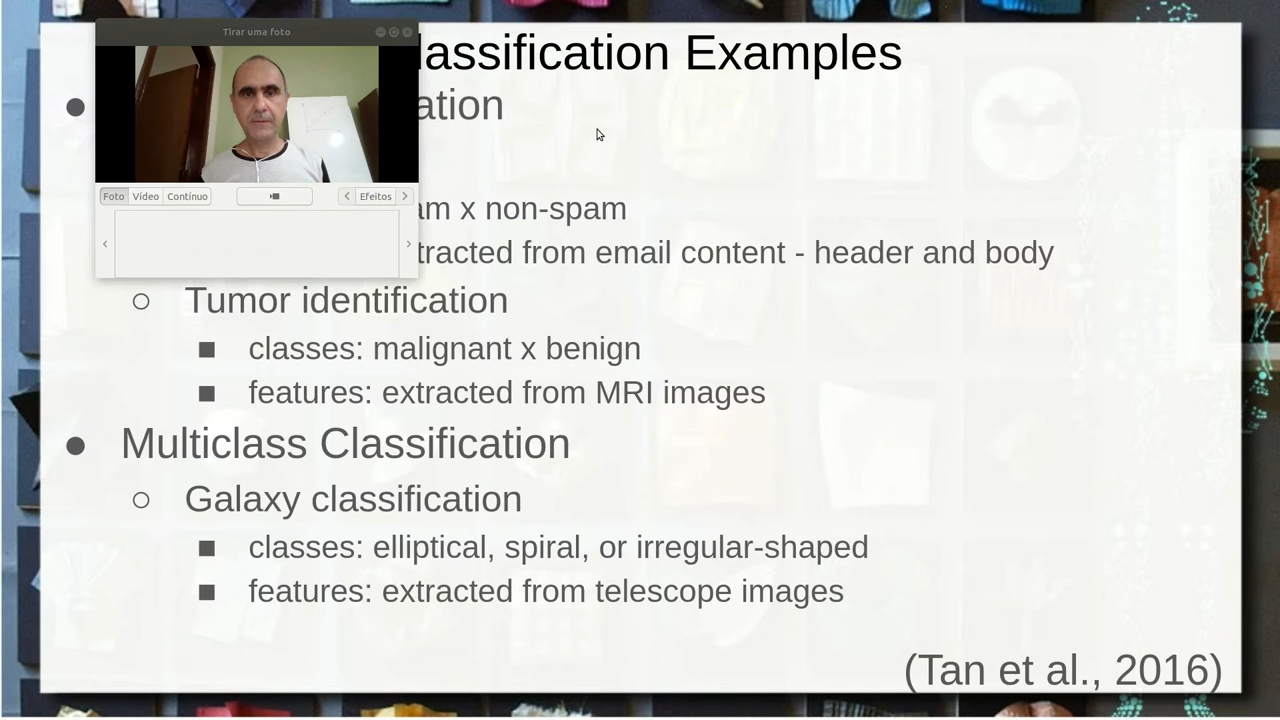 Tirar uma foto
lassification Examples
ation
Foto Vídeo Contínuo Efeitos
am x non-spam
tracted from email content - header and body
Tumor identification
classes: malignant x benign
features: extracted from MRI images
Multiclass Classification
Galaxy classification
classes: elliptical, spiral, or irregular-shaped
features: extracted from telescope images
(Tan et al., 2016)